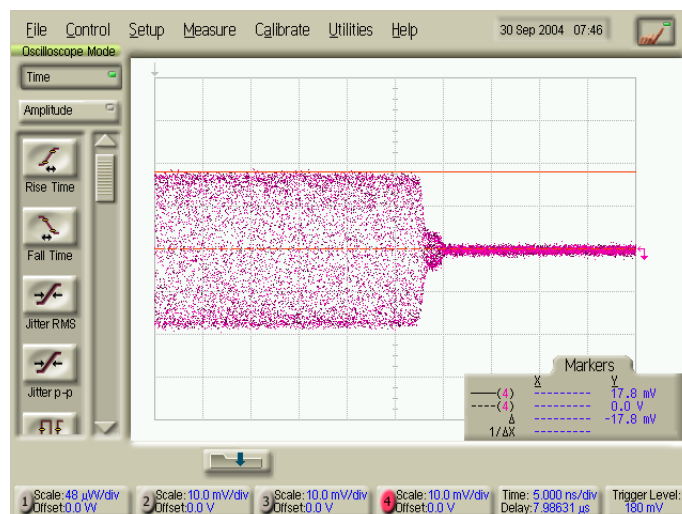 File Control Setup Measure Calibrate Utilities Help 30 Sep 2004 07:46
Oscilloscope Mode
Time
Amplitude
Rise Time
Fall Time
Jitter RMS
Jitter p-p
Markers
X Y
(4) 17.8 mV
(4) 0.0 V
Δ -17.8 mV
1/ΔX
1 Scale:48 µW/div 2 Scale:10.0 mV/div 3 Scale:10.0 mV/div 4 Scale:10.0 mV/div Time: 5.000 ns/div Trigger Level:
Offset:0.0 W Offset:0.0 V Offset:0.0 V Offset:0.0 V Delay:7.98631 µs 180 mV